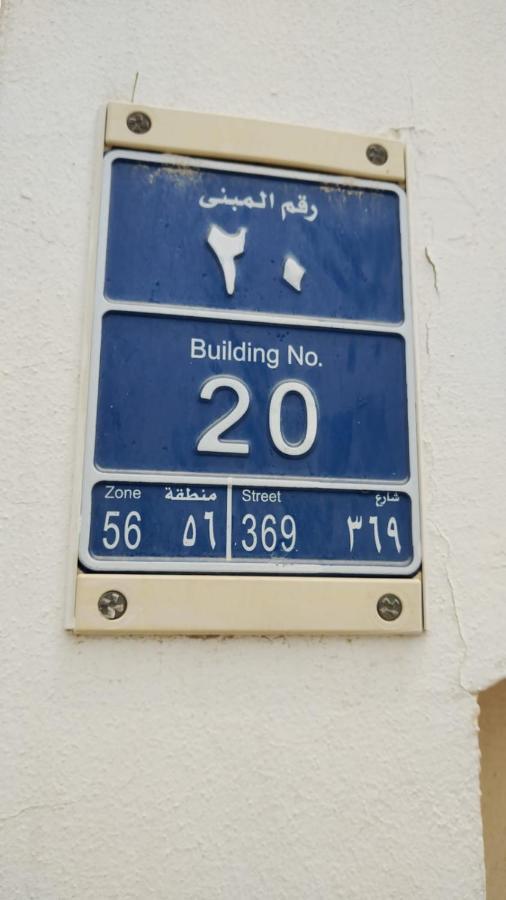 رقم المبنى
٢٠
Building No.
20
Zone منطقة
56 ٥٦
Street شارع
369 ٣٦٩